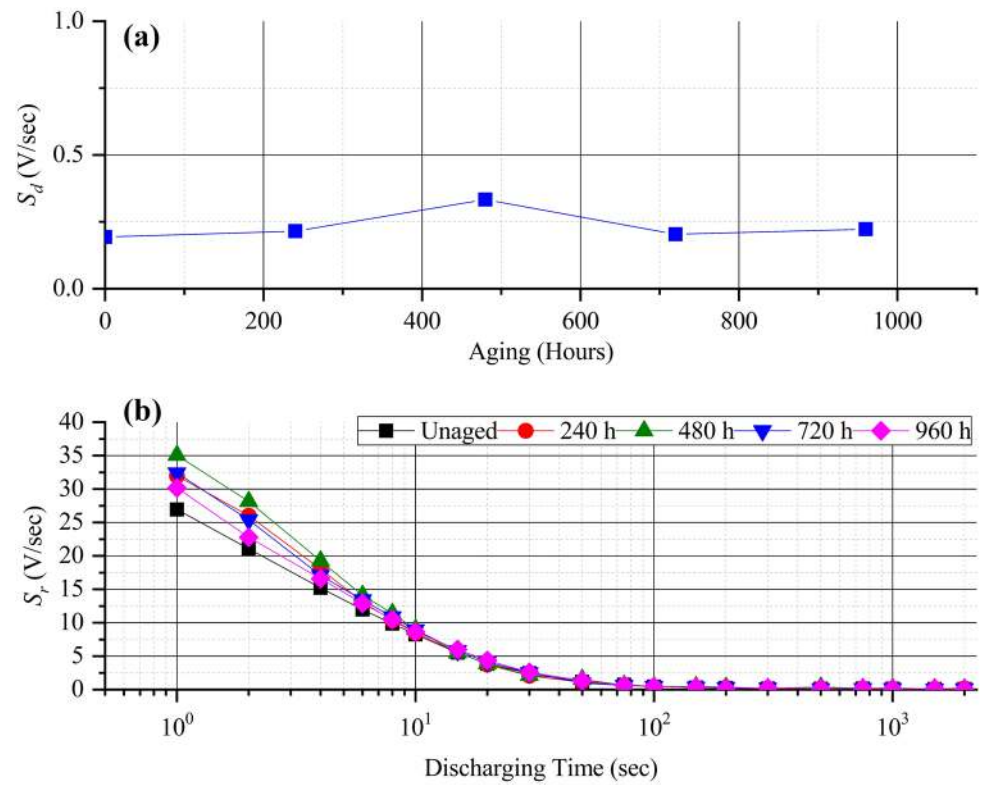 (a)
1.0
0.5
0.0
S_d (V/sec)
0 200 400 600 800 1000
Aging (Hours)
(b)
Unaged 240 h 480 h 720 h 960 h
40
35
30
25
20
15
10
5
0
S_r (V/sec)
10^0 10^1 10^2 10^3
Discharging Time (sec)